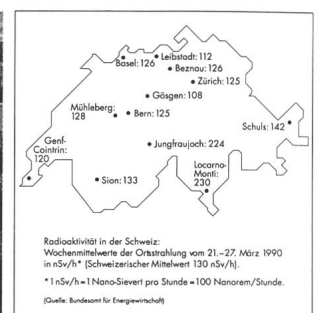 Basel: 126
Leibstadt: 112
Beznau: 126
Zürich: 125
Gösgen: 108
Mühleberg:
128
Bern: 125
Schuls: 142
Genf-
Cointrin:
120
Jungfraujoch: 224
Sion: 133
Locarno-
Monti:
230
Radioaktivität in der Schweiz:
Wochenmittelwerte der Ortsstrahlung vom 21.–27. März 1990
in nSv/h* (Schweizerischer Mittelwert 130 nSv/h).
*1 nSv/h = 1 Nano-Sievert pro Stunde = 100 Nanorem/Stunde.
(Quelle: Bundesamt für Energiewirtschaft)